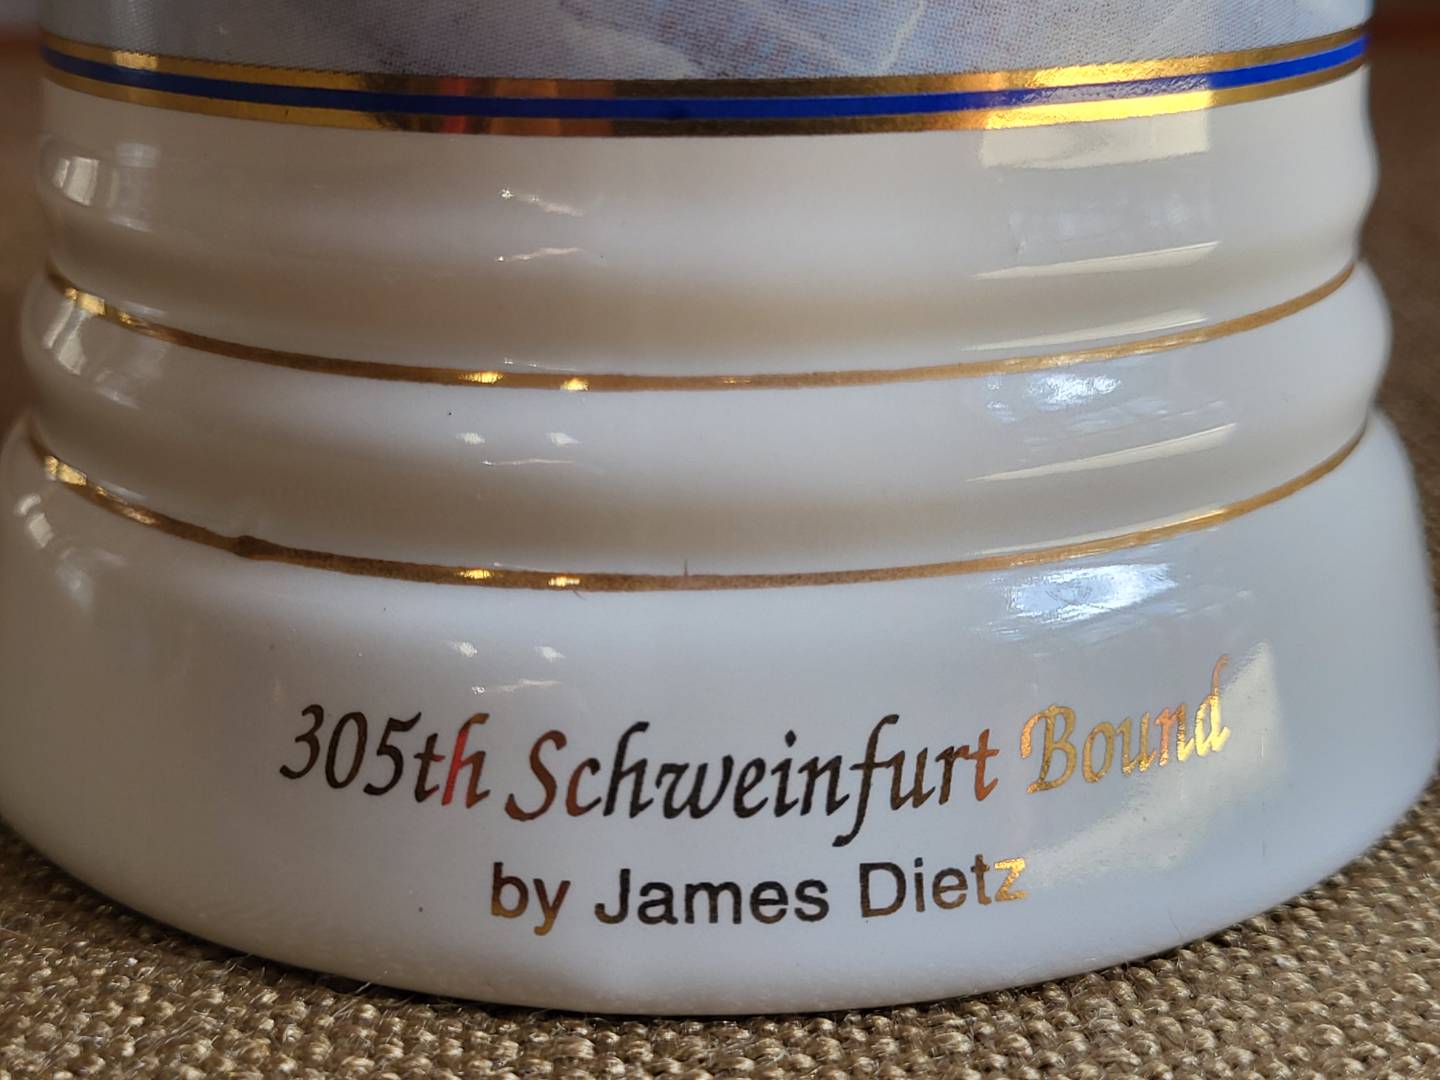 305th Schweinfurt Bound
by James Dietz